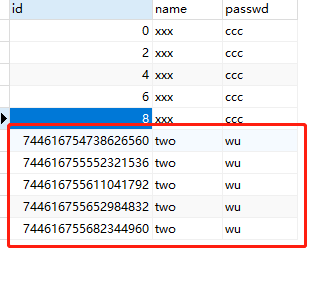 id name passwd
0 xxx ccc
2 xxx ccc
4 xxx ccc
6 xxx ccc
8 xxx ccc
744616754738626560 two wu
744616755552321536 two wu
744616755611041792 two wu
744616755652984832 two wu
744616755682344960 two wu